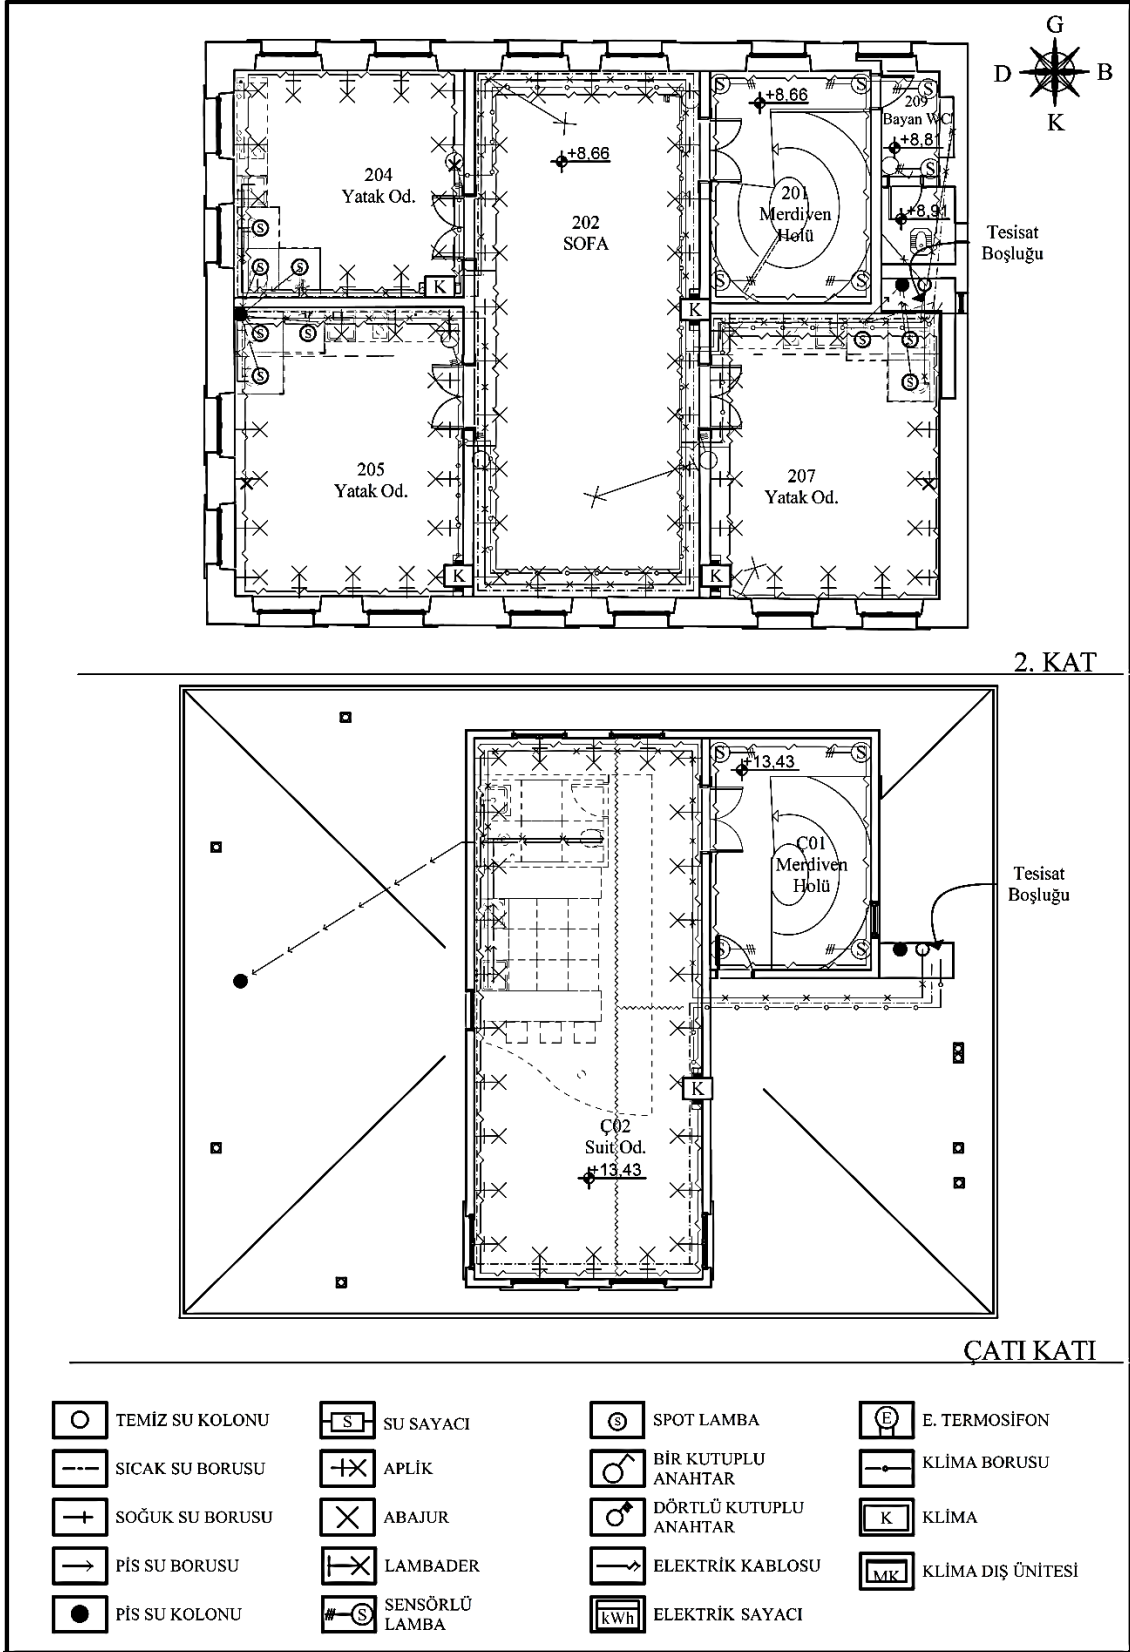 G
D
B
K
S
S
S
+8,66
209
Bayan WC
+8,66
+8,81
S
204
Yatak Od.
201
Merdiven
Holü
+8,91
202
SOFA
Tesisat
Boşluğu
S
S
S
K
S
S
K
S
S
S
S
S
S
205
Yatak Od.
207
Yatak Od.
K
K
2. KAT
S
S
+13,43
Ç01
Merdiven
Holü
Tesisat
Boşluğu
S
S
K
Ç02
Suit Od.
+13,43
ÇATI KATI
TEMİZ SU KOLONU
S
SU SAYACI
S
SPOT LAMBA
E
E. TERMOSİFON
SICAK SU BORUSU
APLİK
BİR KUTUPLU
ANAHTAR
KLİMA BORUSU
SOĞUK SU BORUSU
ABAJUR
DÖRTLÜ KUTUPLU
ANAHTAR
K
KLİMA
PİS SU BORUSU
LAMBADER
ELEKTRİK KABLOSU
MK
KLİMA DIŞ ÜNİTESİ
PİS SU KOLONU
S
SENSÖRLÜ
LAMBA
kWh
ELEKTRİK SAYACI